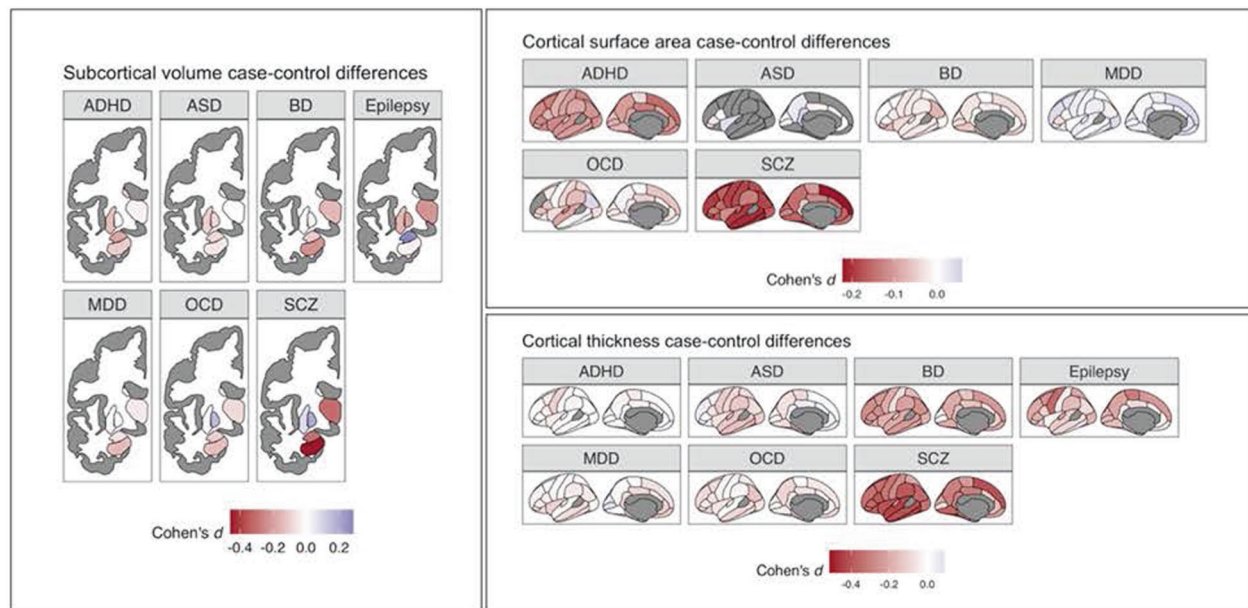 Subcortical volume case-control differences
ADHD ASD BD Epilepsy
MDD OCD SCZ
Cohen's d
-0.4 -0.2 0.0 0.2
Cortical surface area case-control differences
ADHD ASD BD MDD
OCD SCZ
Cohen's d
-0.2 -0.1 0.0
Cortical thickness case-control differences
ADHD ASD BD Epilepsy
MDD OCD SCZ
Cohen's d
-0.4 -0.2 0.0